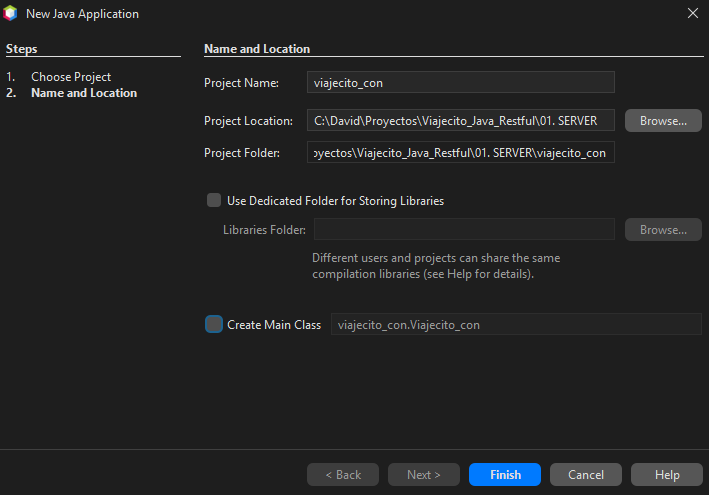 New Java Application
Steps
1. Choose Project
2. Name and Location
Name and Location
Project Name: viajecito_con
Project Location: C:\David\Proyectos\Viajecito_Java_Restful\01. SERVER Browse...
Project Folder: oyectos\Viajecito_Java_Restful\01. SERVER\viajecito_con
Use Dedicated Folder for Storing Libraries
Libraries Folder: Browse...
Different users and projects can share the same
compilation libraries (see Help for details).
Create Main Class viajecito_con.Viajecito_con
< Back Next > Finish Cancel Help